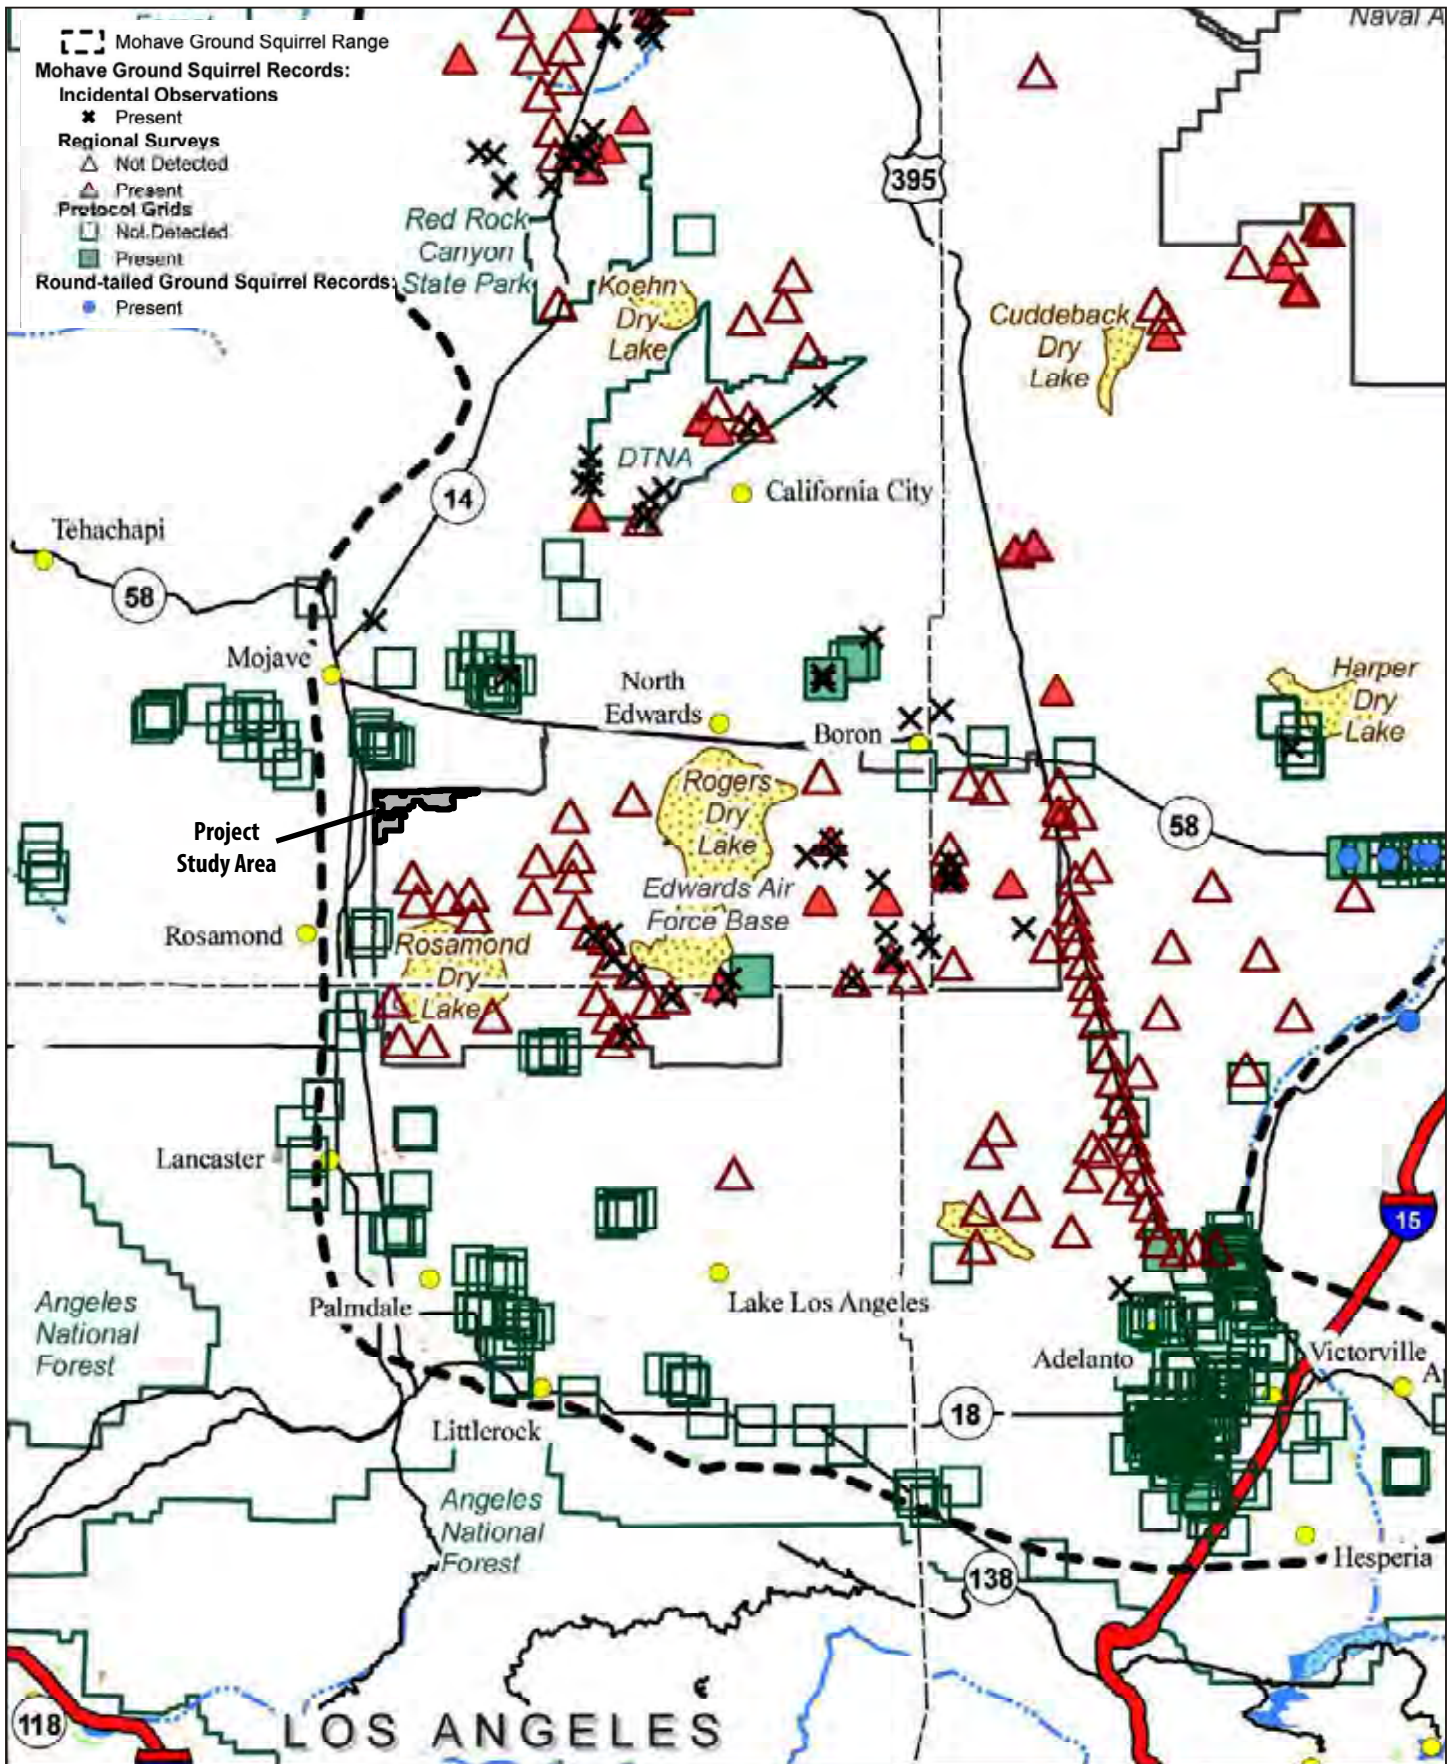 Forest
Naval A
Mohave Ground Squirrel Range
Mohave Ground Squirrel Records:
Incidental Observations
Present
Regional Surveys
Not Detected
Present
Protocol Grids
Not Detected
Present
Round-tailed Ground Squirrel Records:
Present
395
Red Rock
Canyon
State Park
Koehn
Dry
Lake
Cuddeback
Dry
Lake
DTNA
California City
14
Tehachapi
58
Mojave
North
Edwards
Boron
Harper
Dry
Lake
Rogers
Dry
Lake
58
Project
Study Area
Edwards Air
Force Base
Rosamond
Rosamond
Dry
Lake
Lancaster
15
Angeles
National
Forest
Palmdale
Lake Los Angeles
Adelanto
Victorville
A
18
Littlerock
Angeles
National
Forest
138
Hesperia
118
LOS ANGELES